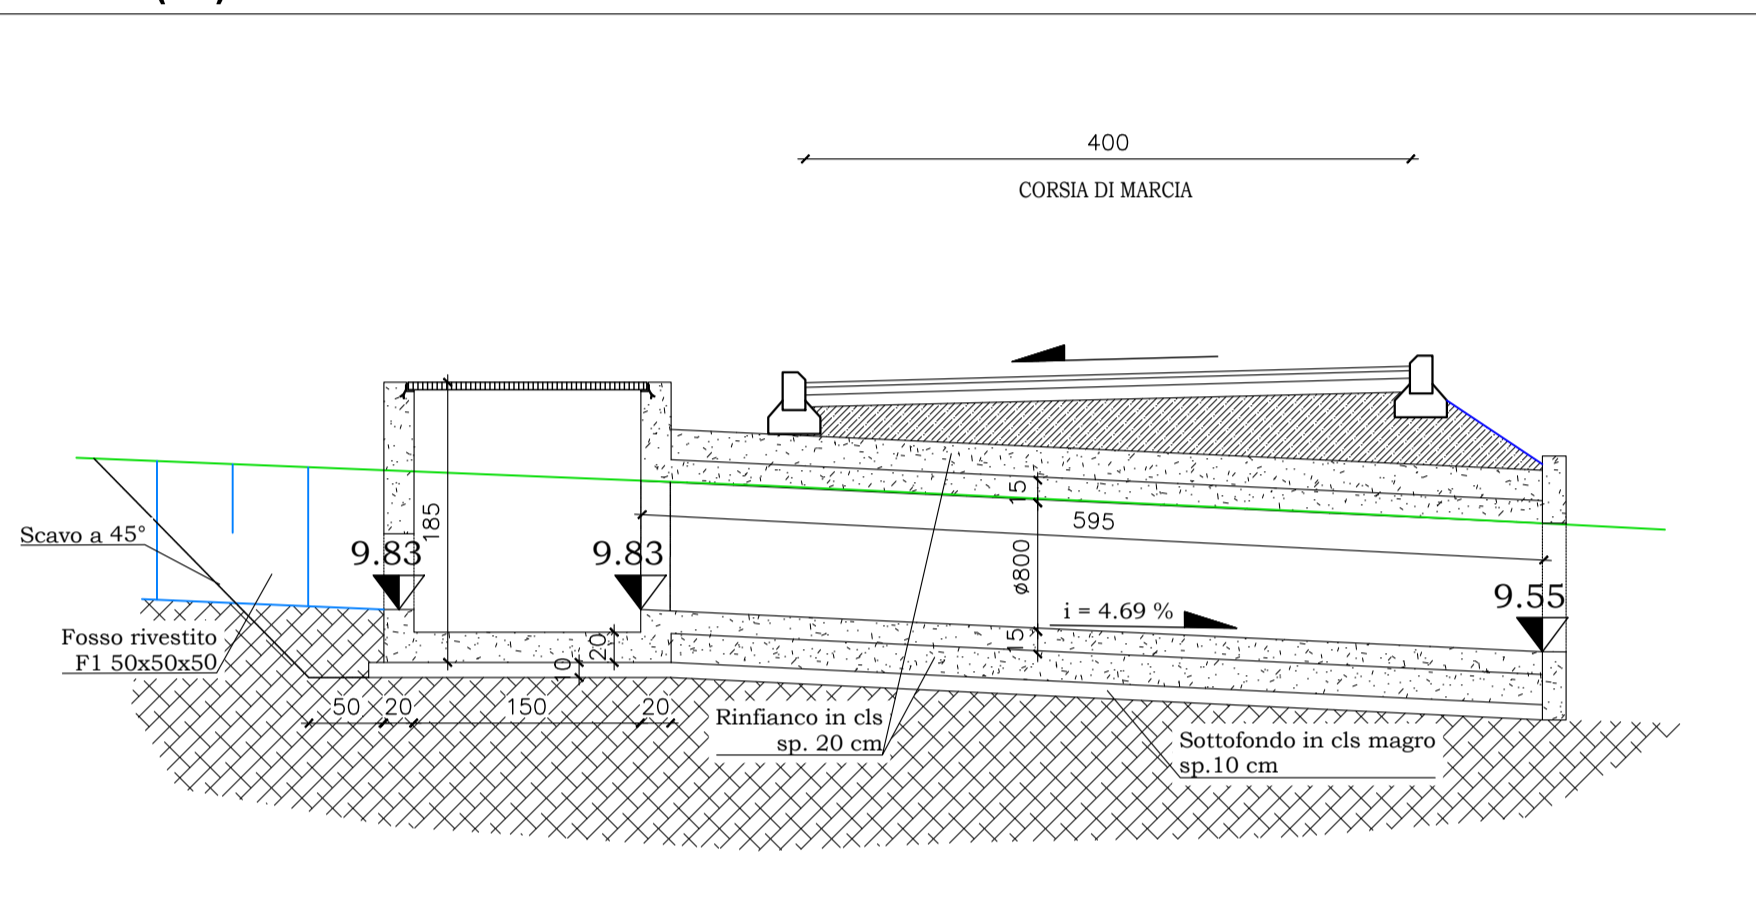 400
CORSIA DI MARCIA
185
15
595
9.83
9.83
ø800
9.55
Scavo a 45°
i = 4.69 %
15
Fosso rivestito
F1 50x50x50
20
10
50 20 150 20
Rinfianco in cls
sp. 20 cm
Sottofondo in cls magro
sp.10 cm